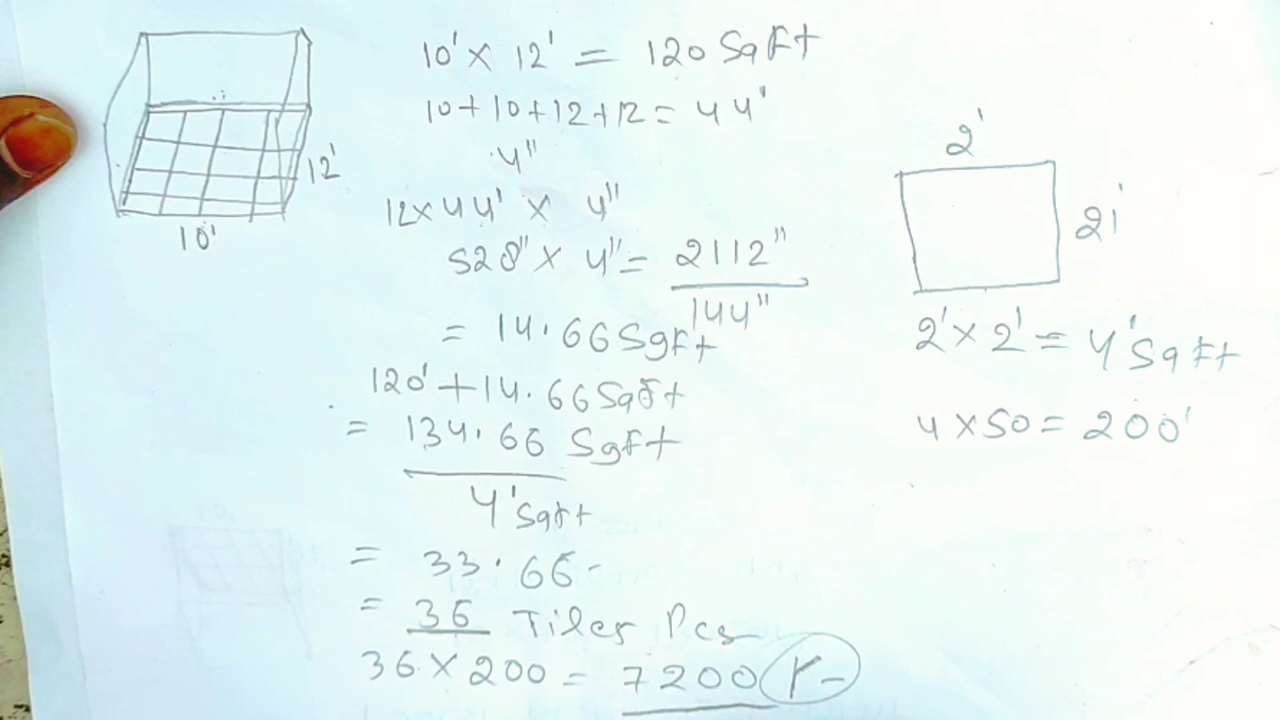 10' × 12' = 120 Sqft
10+10+12+12= 44'
4"
12×44' × 4"
528" × 4" = 2112"
144"
= 14.66 Sqft
120' + 14.66 Sqft
= 134.66 Sqft
4' Sqft
= 33.66-
= 36 Tiles Pcs
36 × 200 = 7200 r-
12'
10'
2'
2'
2' × 2' = 4' Sqft
4 × 50 = 200'